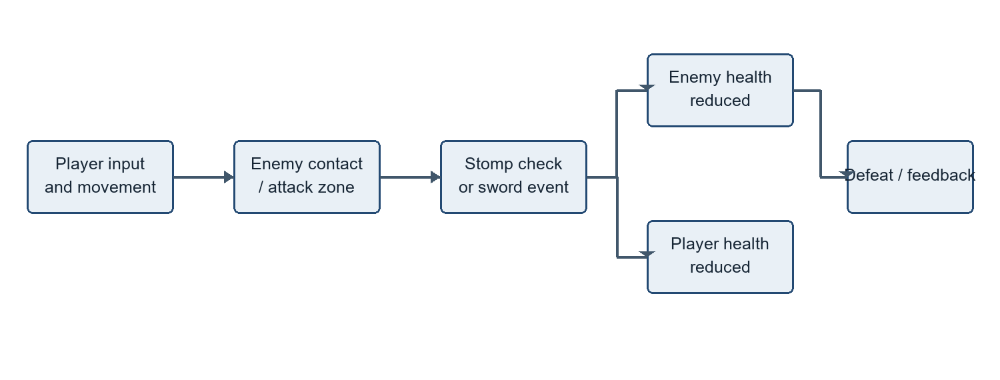 Player input
and movement
Enemy contact
/ attack zone
Stomp check
or sword event
Enemy health
reduced
Player health
reduced
Defeat / feedback